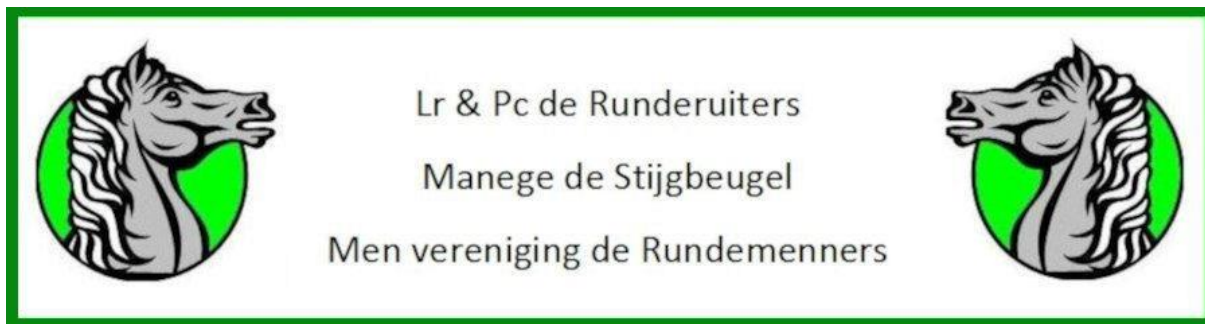 Lr & Pc de Runderuiters
Manege de Stijgbeugel
Men vereniging de Rundemenners